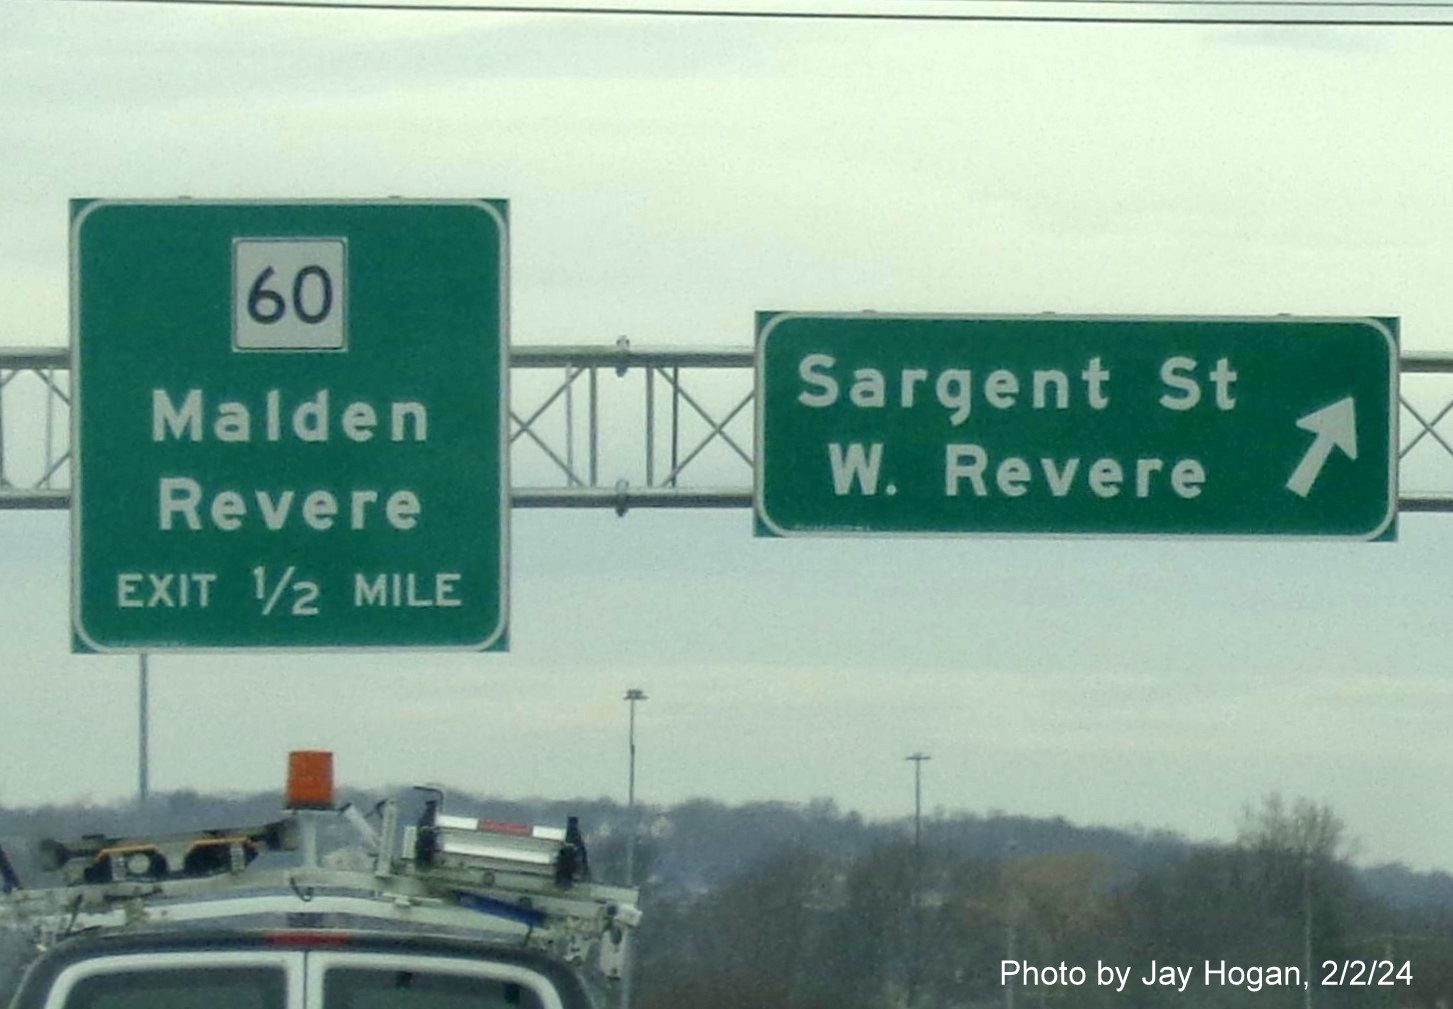 60
Malden
Revere
EXIT 1/2 MILE
Sargent St
W. Revere
Photo by Jay Hogan, 2/2/24